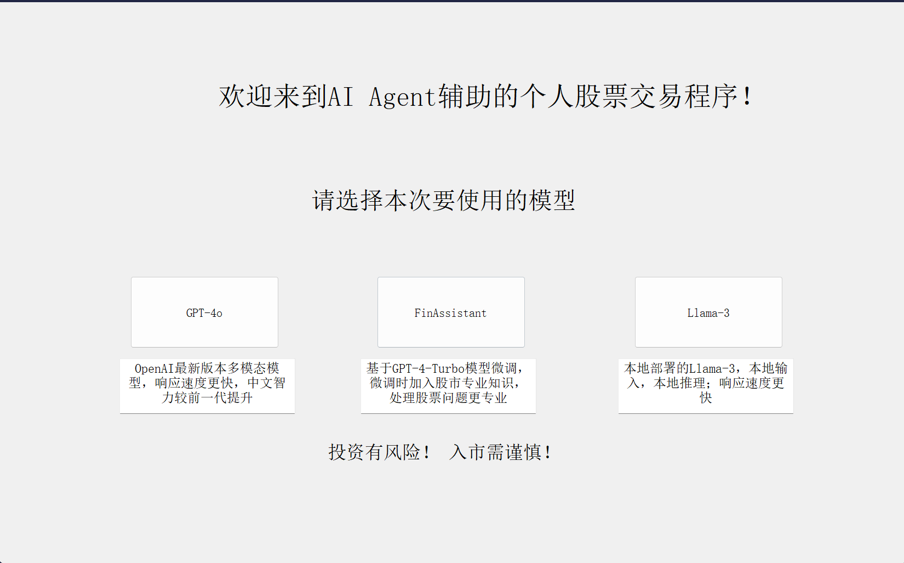 欢迎来到AI Agent辅助的个人股票交易程序！
请选择本次要使用的模型
GPT-4o
FinAssistant
Llama-3
OpenAI最新版本多模态模
型，响应速度更快，中文智
力较前一代提升
基于GPT-4-Turbo模型微调，
微调时加入股市专业知识，
处理股票问题更专业
本地部署的Llama-3，本地输
入，本地推理；响应速度更
快
投资有风险！ 入市需谨慎！